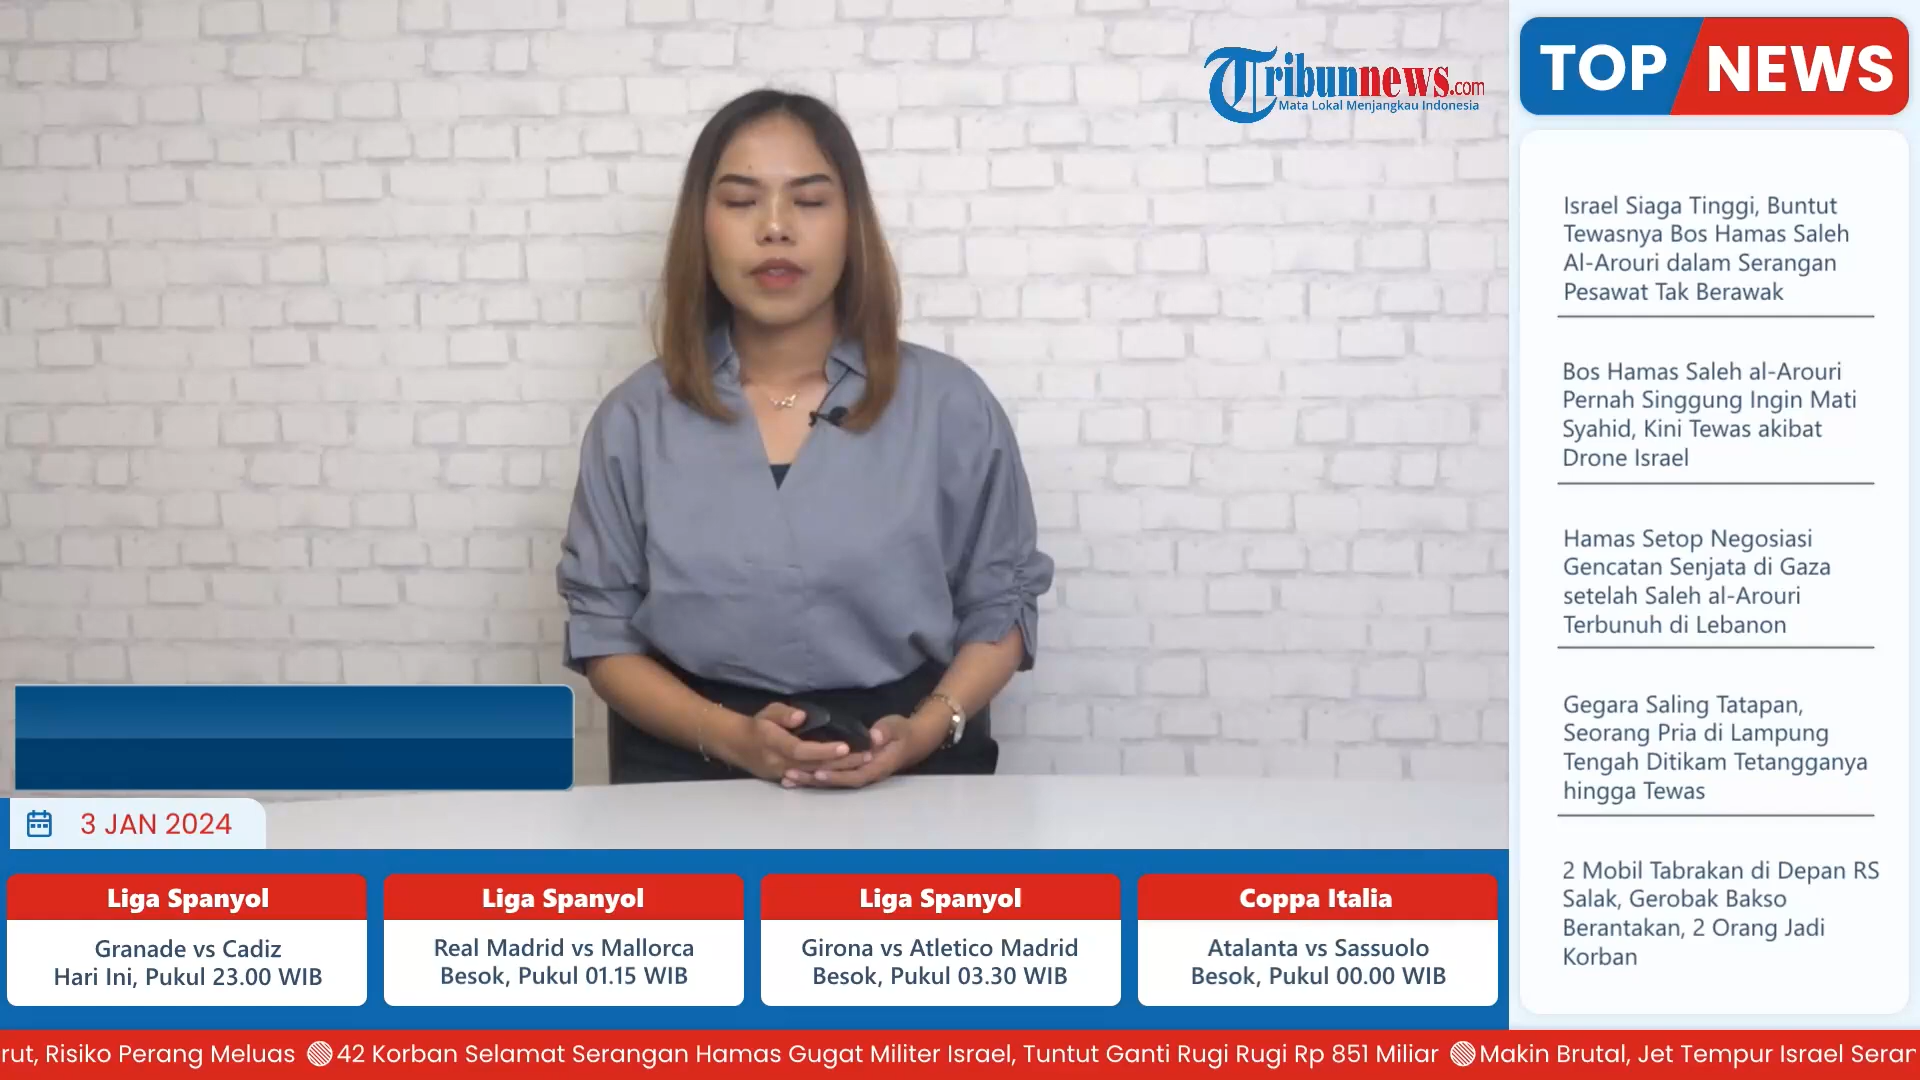 Tribunnews.com
Mata Lokal Menjangkau Indonesia
TOP NEWS
Israel Siaga Tinggi, Buntut
Tewasnya Bos Hamas Saleh
Al-Arouri dalam Serangan
Pesawat Tak Berawak
Bos Hamas Saleh al-Arouri
Pernah Singgung Ingin Mati
Syahid, Kini Tewas akibat
Drone Israel
Hamas Setop Negosiasi
Gencatan Senjata di Gaza
setelah Saleh al-Arouri
Terbunuh di Lebanon
Gegara Saling Tatapan,
Seorang Pria di Lampung
Tengah Ditikam Tetangganya
hingga Tewas
2 Mobil Tabrakan di Depan RS
Salak, Gerobak Bakso
Berantakan, 2 Orang Jadi
Korban
3 JAN 2024
Liga Spanyol
Granade vs Cadiz
Hari Ini, Pukul 23.00 WIB
Liga Spanyol
Real Madrid vs Mallorca
Besok, Pukul 01.15 WIB
Liga Spanyol
Girona vs Atletico Madrid
Besok, Pukul 03.30 WIB
Coppa Italia
Atalanta vs Sassuolo
Besok, Pukul 00.00 WIB
rut, Risiko Perang Meluas 42 Korban Selamat Serangan Hamas Gugat Militer Israel, Tuntut Ganti Rugi Rugi Rp 851 Miliar Makin Brutal, Jet Tempur Israel Seran